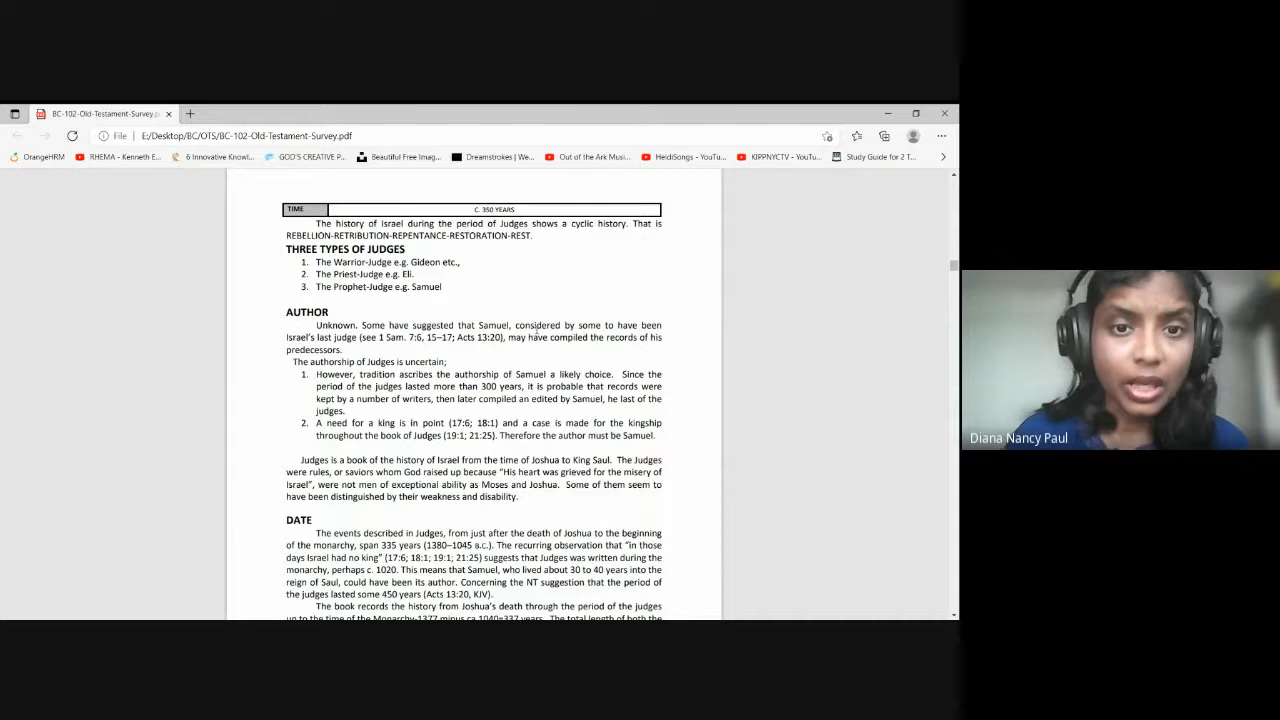 BC-102-Old-Testament-Survey.p
File
E:/Desktop/BC/OTS/BC-102-Old-Testament-Survey.pdf
OrangeHRM
RHEMA - Kenneth E...
6 Innovative Knowl...
GOD'S CREATIVE P...
Beautiful Free Imag...
Dreamstrokes | We...
Out of the Ark Musi...
HeidiSongs - YouTu...
KIPPNYCTV - YouTu...
Study Guide for 2 T...
TIME C. 350 YEARS
The history of Israel during the period of Judges shows a cyclic history. That is
REBELLION-RETRIBUTION-REPENTANCE-RESTORATION-REST.
THREE TYPES OF JUDGES
1. The Warrior-Judge e.g. Gideon etc.,
2. The Priest-Judge e.g. Eli.
3. The Prophet-Judge e.g. Samuel
AUTHOR
Unknown. Some have suggested that Samuel, considered by some to have been
Israel's last judge (see 1 Sam. 7:6, 15–17; Acts 13:20), may have compiled the records of his
predecessors.
The authorship of Judges is uncertain;
1. However, tradition ascribes the authorship of Samuel a likely choice. Since the
period of the judges lasted more than 300 years, it is probable that records were
kept by a number of writers, then later compiled an edited by Samuel, he last of the
judges.
2. A need for a king is in point (17:6; 18:1) and a case is made for the kingship
throughout the book of Judges (19:1; 21:25). Therefore the author must be Samuel.
Judges is a book of the history of Israel from the time of Joshua to King Saul. The Judges
were rules, or saviors whom God raised up because "His heart was grieved for the misery of
Israel", were not men of exceptional ability as Moses and Joshua. Some of them seem to
have been distinguished by their weakness and disability.
DATE
The events described in Judges, from just after the death of Joshua to the beginning
of the monarchy, span 335 years (1380–1045 B.C.). The recurring observation that "in those
days Israel had no king" (17:6; 18:1; 19:1; 21:25) suggests that Judges was written during the
monarchy, perhaps c. 1020. This means that Samuel, who lived about 30 to 40 years into the
reign of Saul, could have been its author. Concerning the NT suggestion that the period of
the judges lasted some 450 years (Acts 13:20, KJV).
The book records the history from Joshua's death through the period of the judges
up to the time of the Monarchy-1377 minus ca 1040=337 years. The total length of both the
Diana Nancy Paul